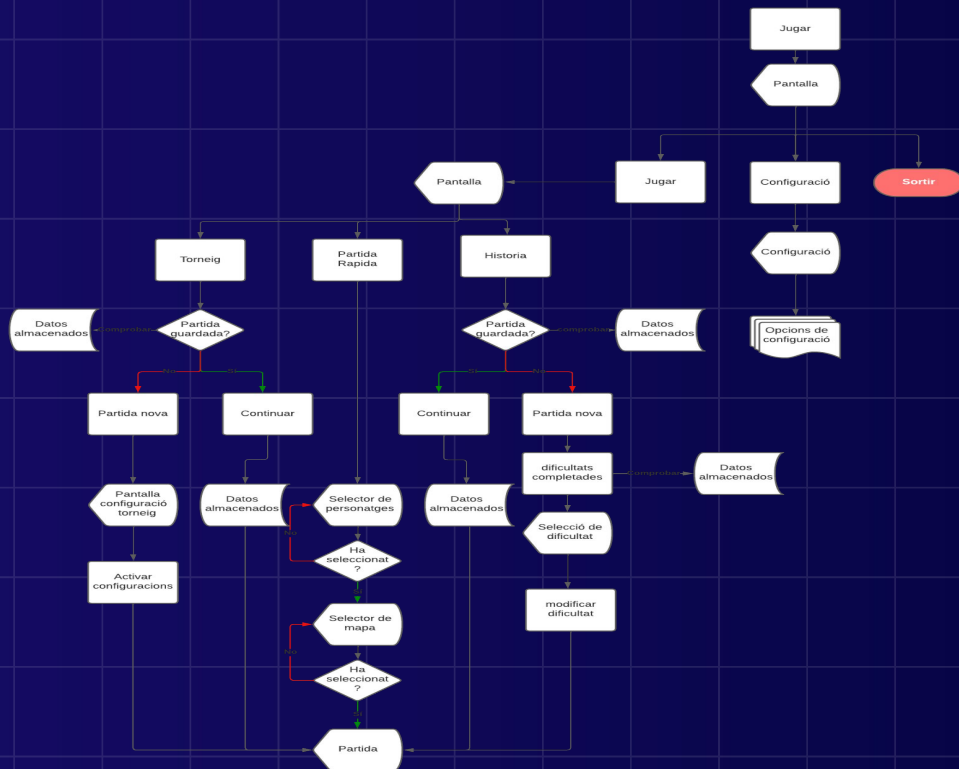 Jugar
Pantalla
Pantalla
Jugar
Configuració
Sortir
Torneig
Partida
Rapida
Historia
Configuració
Datos
almacenados
Comprobar
Partida
guardada?
Partida
guardada?
comprobar
Datos
almacenados
Opcions de
configuració
No
Si
Si
No
Partida nova
Continuar
Continuar
Partida nova
dificultats
completades
Comprobar
Datos
almacenados
Pantalla
configuració
torneig
Datos
almacenados
Selector de
personatges
Datos
almacenados
Selecció de
dificultat
No
Ha
seleccionat
?
Activar
configuracions
Si
modificar
dificultat
Selector de
mapa
No
Ha
seleccionat
?
Si
Partida